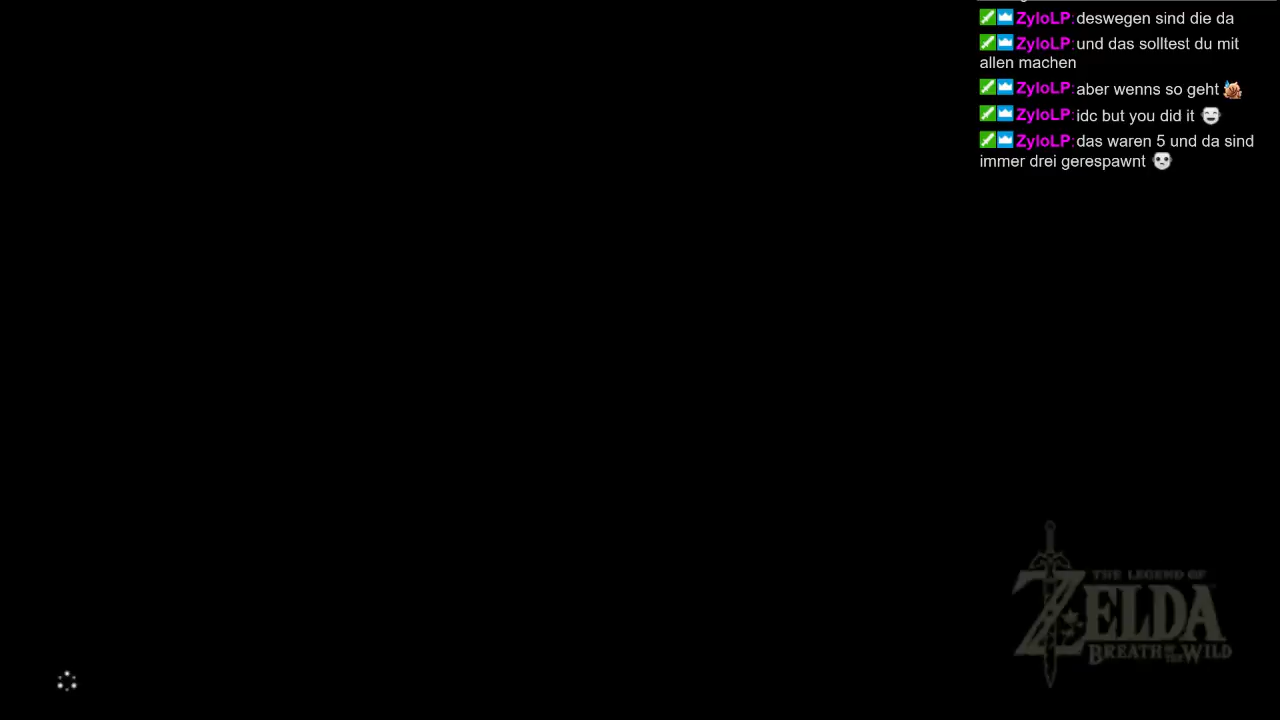 ZyloLP: deswegen sind die da
ZyloLP: und das solltest du mit
allen machen
ZyloLP: aber wenns so geht
ZyloLP: idc but you did it
ZyloLP: das waren 5 und da sind
immer drei gerespawnt
THE LEGEND OF
ZELDA
BREATH OF THE WILD